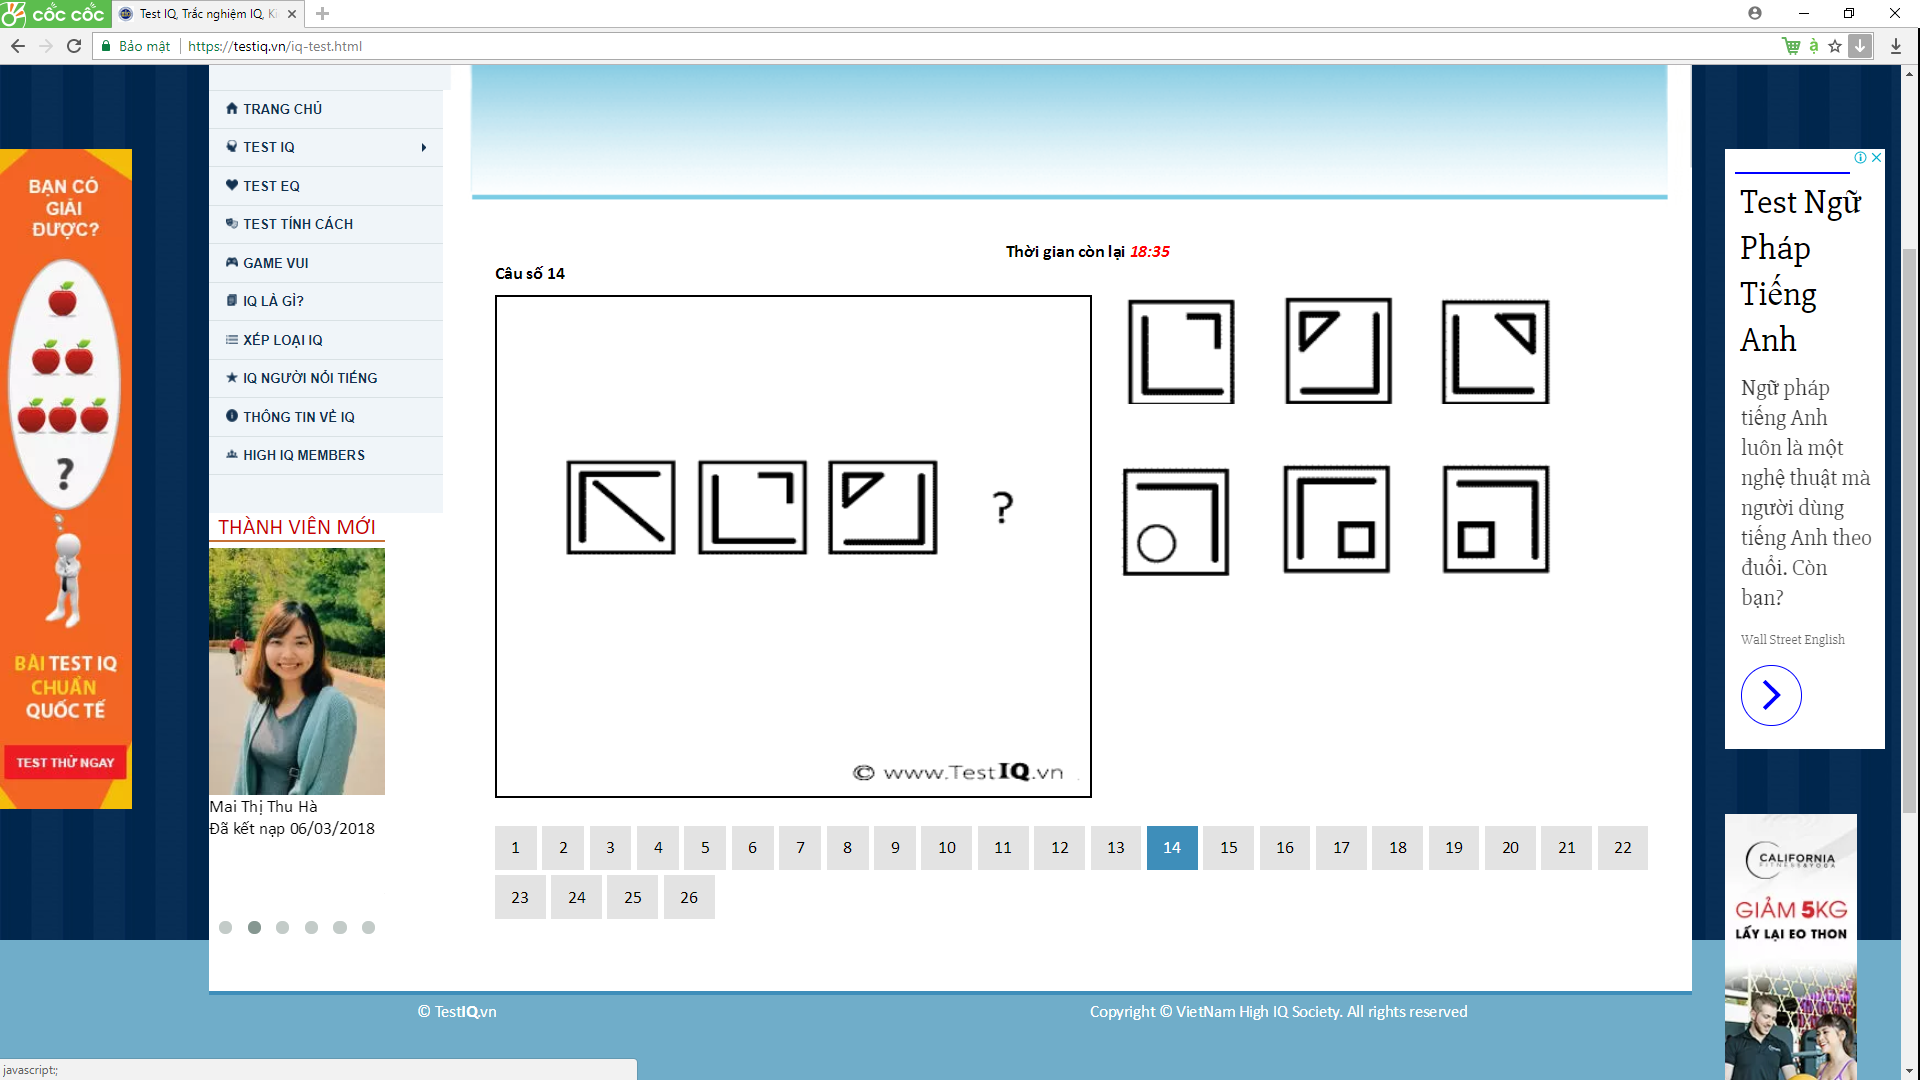 cốc cốc
Test IQ, Trắc nghiệm IQ, Ki
Bảo mật
https://testiq.vn/iq-test.html
TRANG CHỦ
TEST IQ
TEST EQ
TEST TÍNH CÁCH
GAME VUI
IQ LÀ GÌ?
XẾP LOẠI IQ
IQ NGƯỜI NỔI TIẾNG
THÔNG TIN VỀ IQ
HIGH IQ MEMBERS
THÀNH VIÊN MỚI
Mai Thị Thu Hà
Đã kết nạp 06/03/2018
BẠN CÓ
GIẢI
ĐƯỢC?
?
BÀI TEST IQ
CHUẨN
QUỐC TẾ
TEST THỬ NGAY
Thời gian còn lại 18:35
Câu số 14
?
© www.TestIQ.vn
1 2 3 4 5 6 7 8 9 10 11 12 13 14 15 16 17 18 19 20 21 22
23 24 25 26
Test Ngữ
Pháp
Tiếng
Anh
Ngữ pháp
tiếng Anh
luôn là một
nghệ thuật mà
người dùng
tiếng Anh theo
đuổi. Còn
bạn?
Wall Street English
CALIFORNIA
FITNESS & YOGA
GIẢM 5KG
LẤY LẠI EO THON
© TestIQ.vn
Copyright © VietNam High IQ Society. All rights reserved
javascript:;